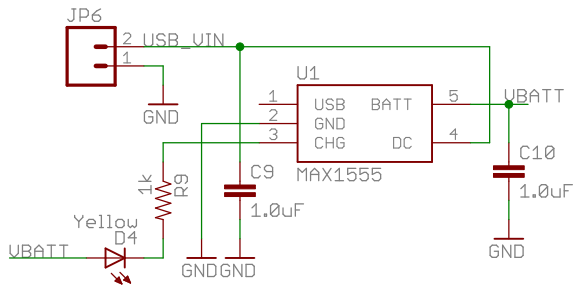 JP6
2 USB_VIN
1
GND
U1
1 USB BATT 5 VBATT
2 GND
3 CHG DC 4
MAX1555
1k
R9
C9
1.0uF
C10
1.0uF
Yellow
D4
VBATT
GND GND
GND